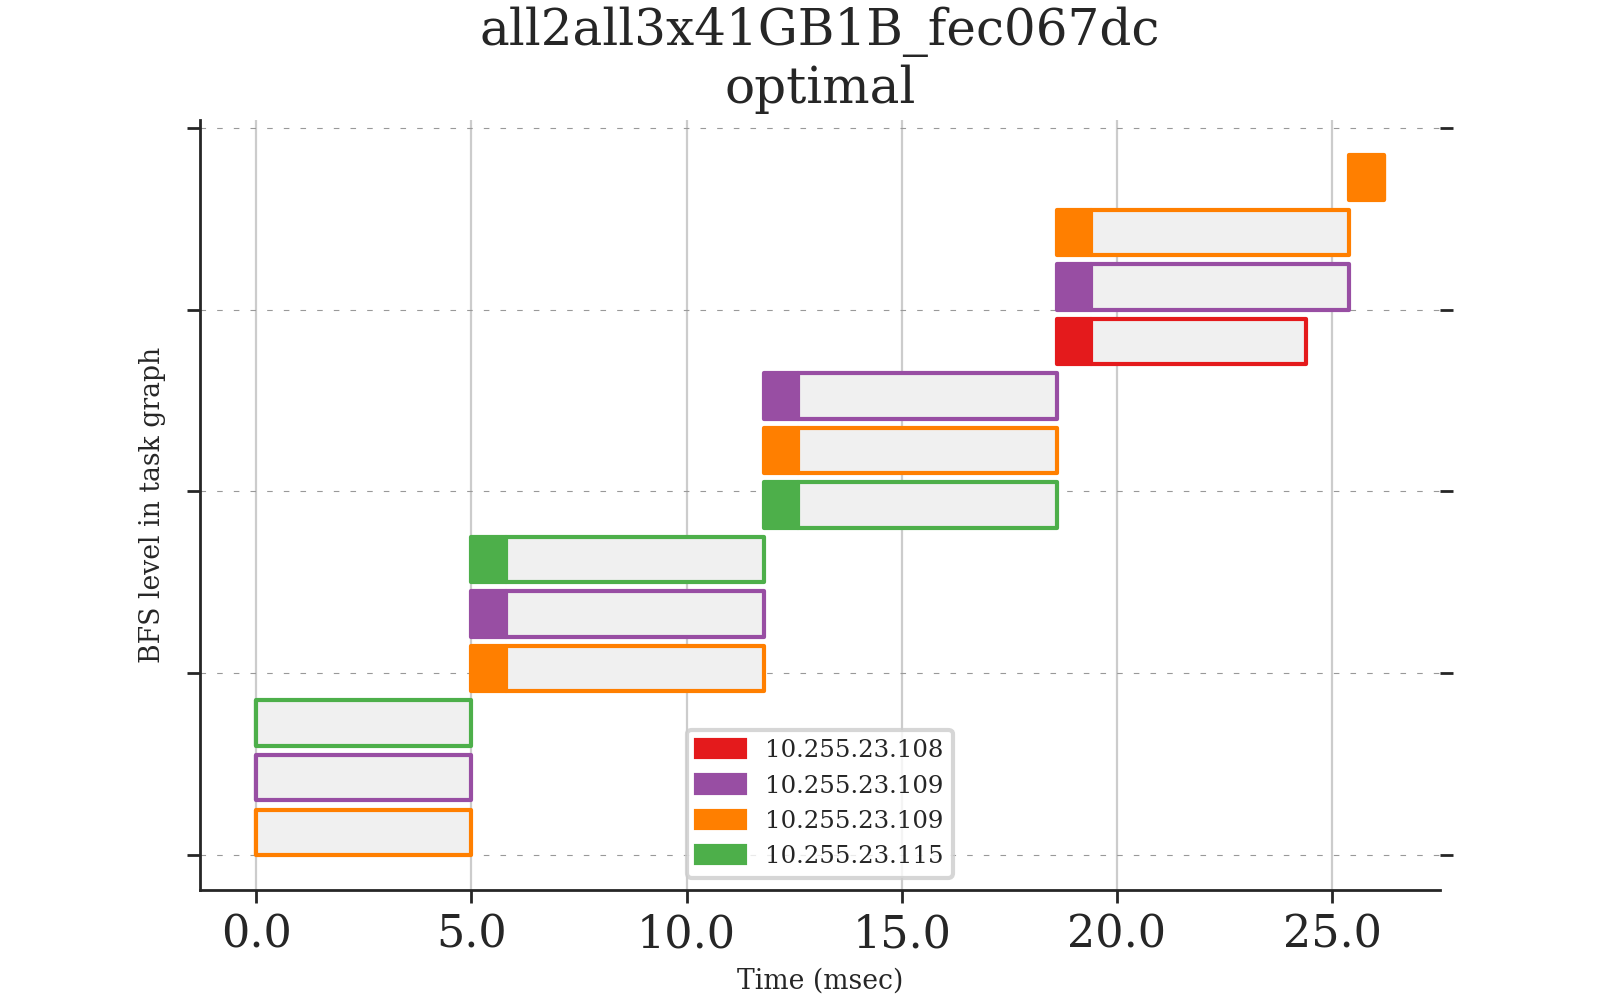 all2all3x41GB1B_fec067dc
optimal
BFS level in task graph
10.255.23.108
10.255.23.109
10.255.23.109
10.255.23.115
0.0 5.0 10.0 15.0 20.0 25.0
Time (msec)